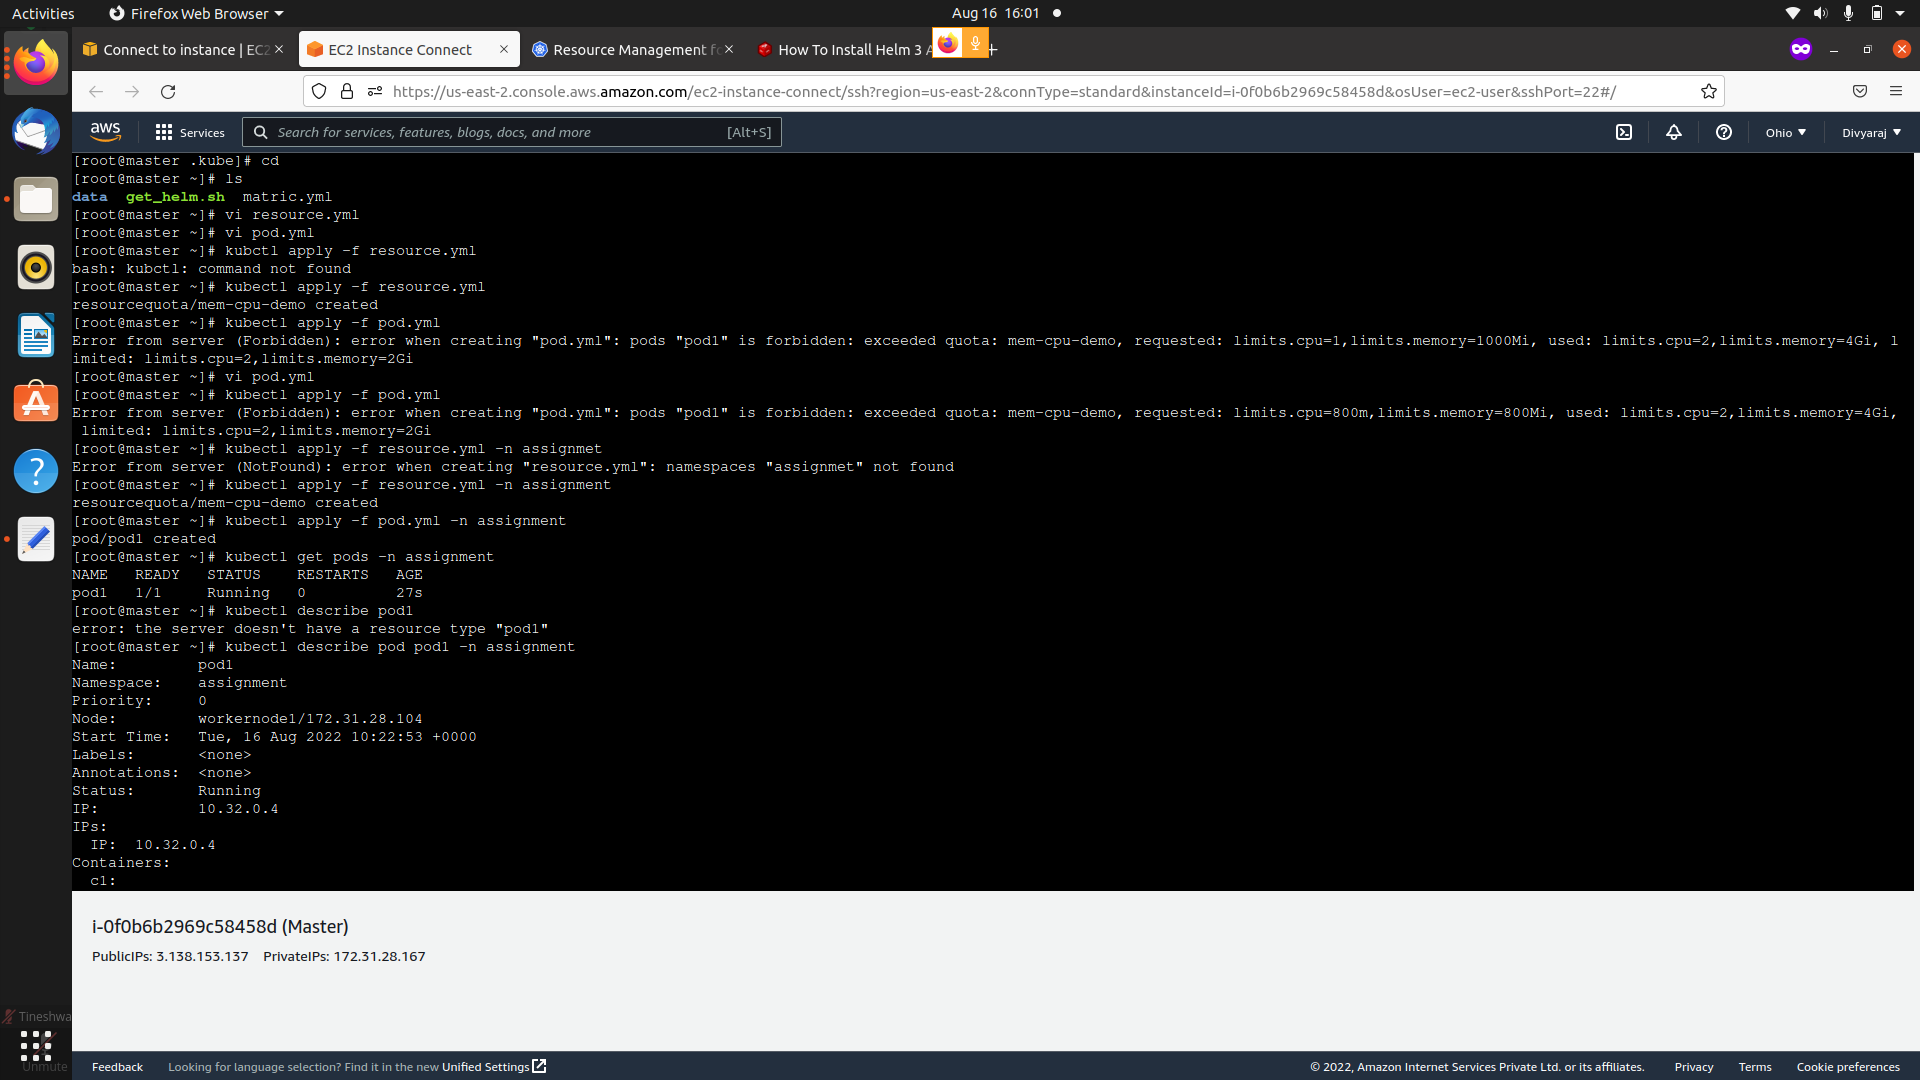 Activities
Firefox Web Browser
Aug 16 16:01
Connect to instance | EC2
EC2 Instance Connect
Resource Management fo
How To Install Helm 3 A
https://us-east-2.console.aws.amazon.com/ec2-instance-connect/ssh?region=us-east-2&connType=standard&instanceId=i-0f0b6b2969c58458d&osUser=ec2-user&sshPort=22#/
aws
Services
Search for services, features, blogs, docs, and more
[Alt+S]
Ohio
Divyaraj
[root@master .kube]# cd
[root@master ~]# ls
data  get_helm.sh  matric.yml
[root@master ~]# vi resource.yml
[root@master ~]# vi pod.yml
[root@master ~]# kubctl apply -f resource.yml
bash: kubctl: command not found
[root@master ~]# kubectl apply -f resource.yml
resourcequota/mem-cpu-demo created
[root@master ~]# kubectl apply -f pod.yml
Error from server (Forbidden): error when creating "pod.yml": pods "pod1" is forbidden: exceeded quota: mem-cpu-demo, requested: limits.cpu=1,limits.memory=1000Mi, used: limits.cpu=2,limits.memory=4Gi, l
imited: limits.cpu=2,limits.memory=2Gi
[root@master ~]# vi pod.yml
[root@master ~]# kubectl apply -f pod.yml
Error from server (Forbidden): error when creating "pod.yml": pods "pod1" is forbidden: exceeded quota: mem-cpu-demo, requested: limits.cpu=800m,limits.memory=800Mi, used: limits.cpu=2,limits.memory=4Gi,
 limited: limits.cpu=2,limits.memory=2Gi
[root@master ~]# kubectl apply -f resource.yml -n assignmet
Error from server (NotFound): error when creating "resource.yml": namespaces "assignmet" not found
[root@master ~]# kubectl apply -f resource.yml -n assignment
resourcequota/mem-cpu-demo created
[root@master ~]# kubectl apply -f pod.yml -n assignment
pod/pod1 created
[root@master ~]# kubectl get pods -n assignment
NAME   READY   STATUS    RESTARTS   AGE
pod1   1/1     Running   0          27s
[root@master ~]# kubectl describe pod1
error: the server doesn't have a resource type "pod1"
[root@master ~]# kubectl describe pod pod1 -n assignment
Name:         pod1
Namespace:    assignment
Priority:     0
Node:         workernode1/172.31.28.104
Start Time:   Tue, 16 Aug 2022 10:22:53 +0000
Labels:       <none>
Annotations:  <none>
Status:       Running
IP:           10.32.0.4
IPs:
  IP:  10.32.0.4
Containers:
  c1:
i-0f0b6b2969c58458d (Master)
PublicIPs: 3.138.153.137    PrivateIPs: 172.31.28.167
Tineshwa
Unmute
Feedback
Looking for language selection? Find it in the new Unified Settings
© 2022, Amazon Internet Services Private Ltd. or its affiliates.
Privacy
Terms
Cookie preferences